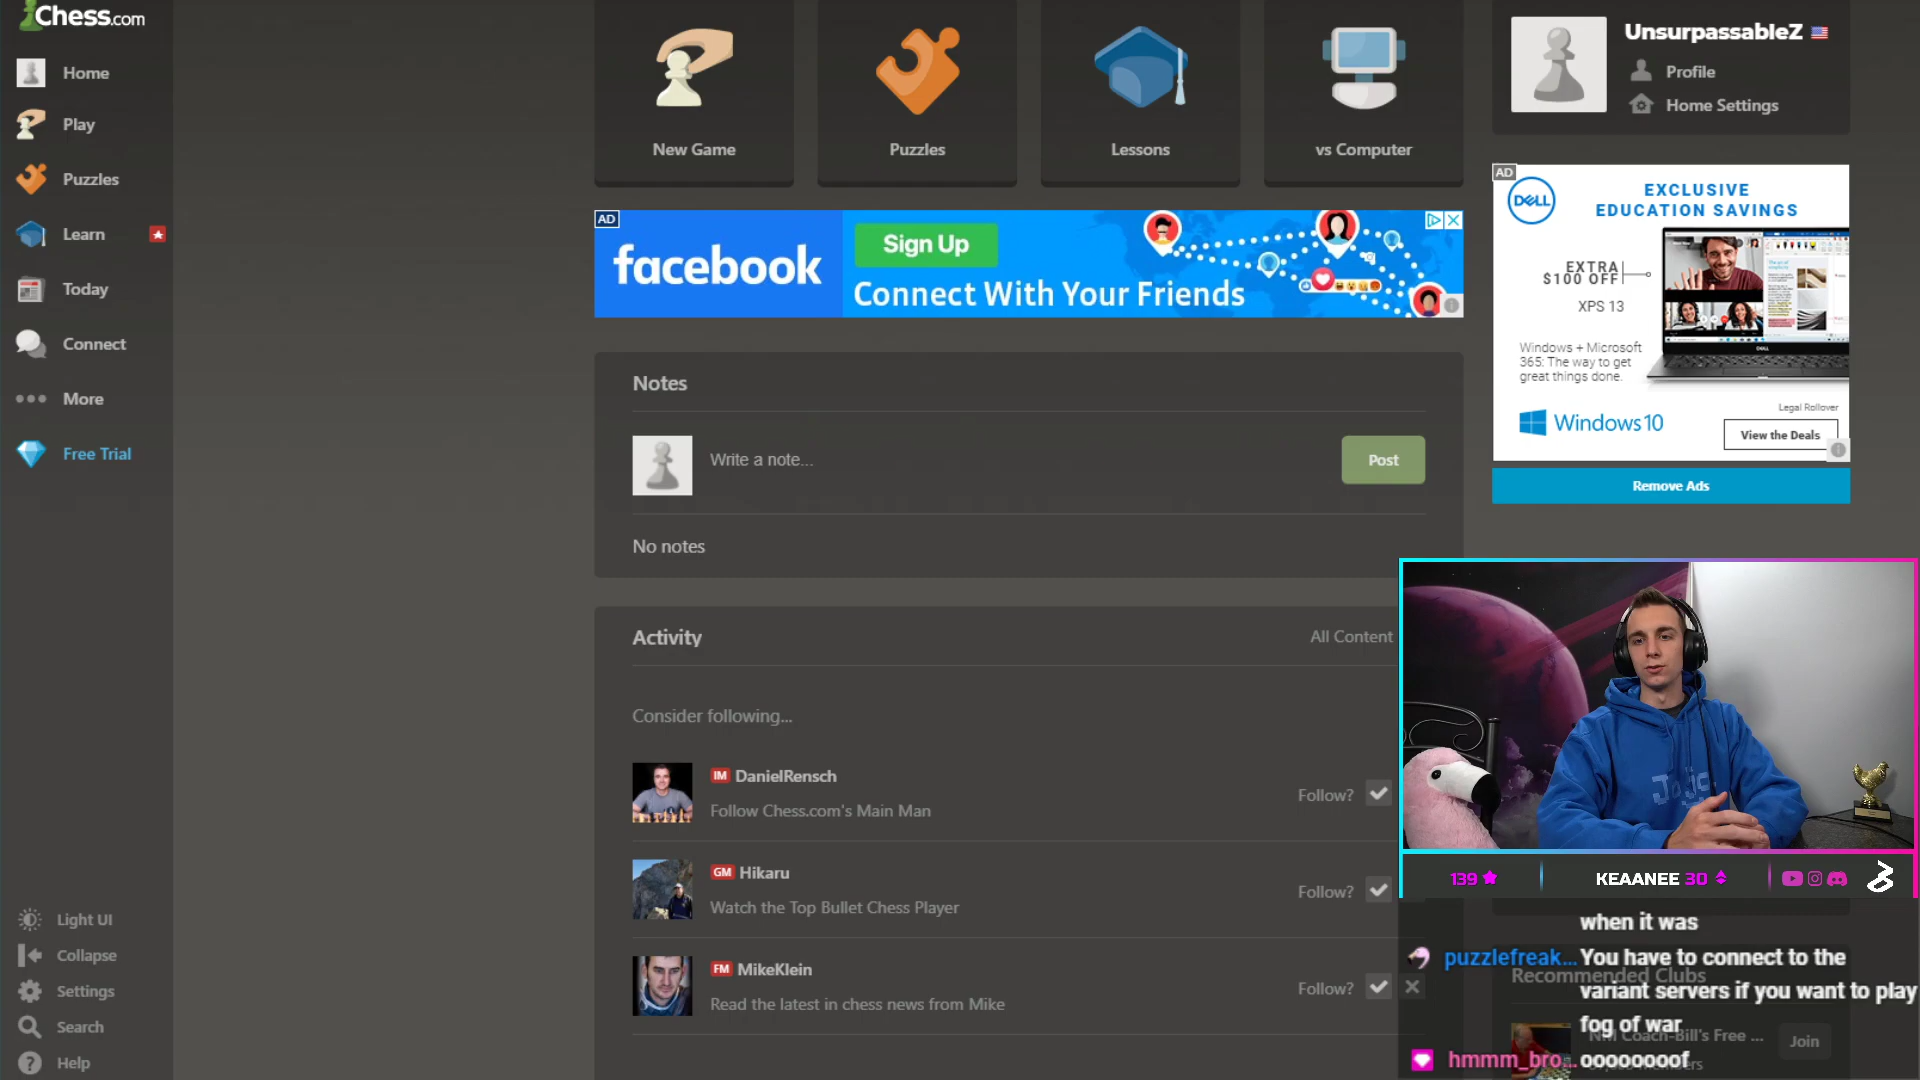 Chess.com
Home
Play
Puzzles
Learn
Today
Connect
More
Free Trial
Light UI
Collapse
Settings
Search
Help
New Game
Puzzles
Lessons
vs Computer
AD
facebook
Sign Up
Connect With Your Friends
Notes
Write a note...
Post
No notes
Activity
All Content
Consider following...
IM DanielRensch
Follow Chess.com's Main Man
Follow?
GM Hikaru
Watch the Top Bullet Chess Player
Follow?
FM MikeKlein
Read the latest in chess news from Mike
Follow?
UnsurpassableZ
Profile
Home Settings
AD
DELL
EXCLUSIVE
EDUCATION SAVINGS
EXTRA
$100 OFF
XPS 13
Windows + Microsoft
365: The way to get
great things done.
Windows 10
Legal Rollover
View the Deals
Remove Ads
139
KEAANEE 30
when it was
puzzlefreak... You have to connect to the
variant servers if you want to play
fog of war
hmmm_bro... oooooooof
Recommended Clubs
NM Coach-Bill's Free ...
Join